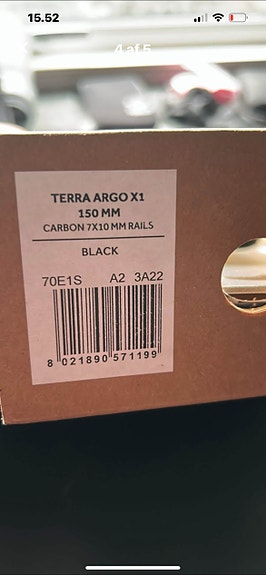 15.52
4 af 5
TERRA ARGO X1
150 MM
CARBON 7X10 MM RAILS
BLACK
70E1S A2 3A22
8 021890 571199